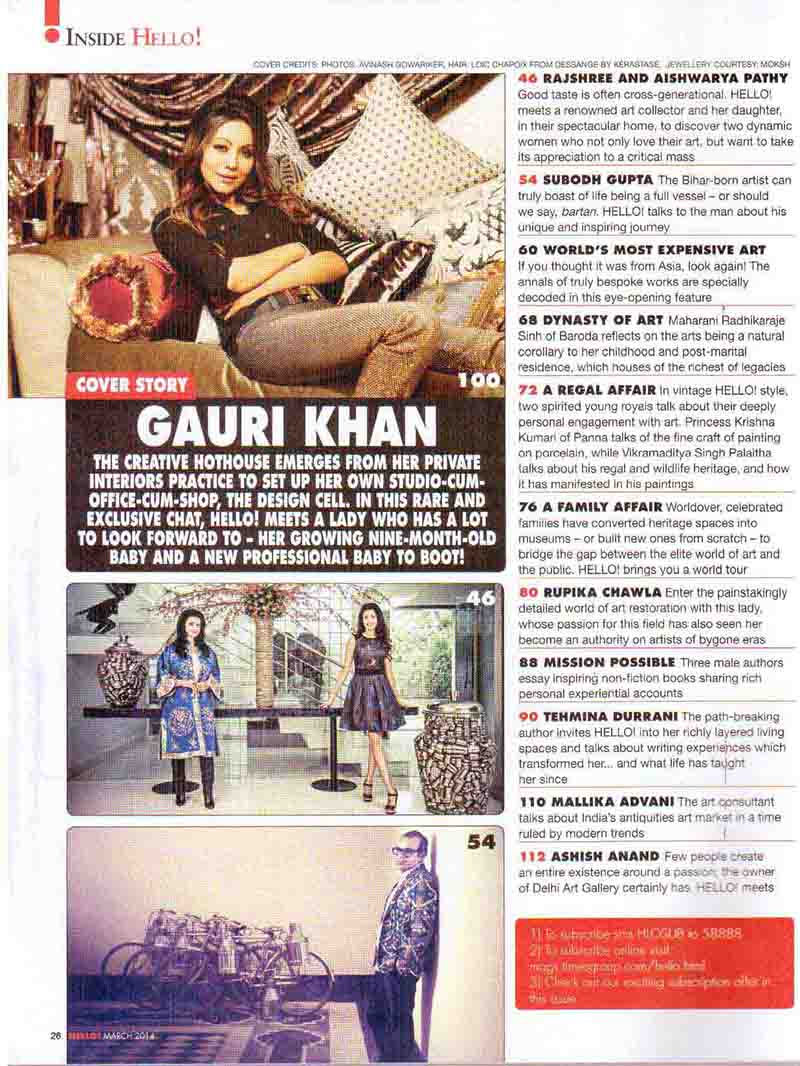 INSIDE HELLO!
COVER CREDITS: PHOTOS: AVINASH GOWARIKER, HAIR: LOIC CHAPOIX FROM DESSANGE BY KÉRASTASE, JEWELLERY COURTESY: MOKSH
100
COVER STORY
GAURI KHAN
THE CREATIVE HOTHOUSE EMERGES FROM HER PRIVATE
INTERIORS PRACTICE TO SET UP HER OWN STUDIO-CUM-
OFFICE-CUM-SHOP, THE DESIGN CELL. IN THIS RARE AND
EXCLUSIVE CHAT, HELLO! MEETS A LADY WHO HAS A LOT
TO LOOK FORWARD TO – HER GROWING NINE-MONTH-OLD
BABY AND A NEW PROFESSIONAL BABY TO BOOT!
46
54
46 RAJSHREE AND AISHWARYA PATHY
Good taste is often cross-generational. HELLO!
meets a renowned art collector and her daughter,
in their spectacular home, to discover two dynamic
women who not only love their art, but want to take
its appreciation to a critical mass
54 SUBODH GUPTA The Bihar-born artist can
truly boast of life being a full vessel – or should
we say, bartan. HELLO! talks to the man about his
unique and inspiring journey
60 WORLD'S MOST EXPENSIVE ART
If you thought it was from Asia, look again! The
annals of truly bespoke works are specially
decoded in this eye-opening feature
68 DYNASTY OF ART Maharani Radhikaraje
Sinh of Baroda reflects on the arts being a natural
corollary to her childhood and post-marital
residence, which houses of the richest of legacies
72 A REGAL AFFAIR In vintage HELLO! style,
two spirited young royals talk about their deeply
personal engagement with art. Princess Krishna
Kumari of Panna talks of the fine craft of painting
on porcelain, while Vikramaditya Singh Palaitha
talks about his regal and wildlife heritage, and how
it has manifested in his paintings
76 A FAMILY AFFAIR Worldover, celebrated
families have converted heritage spaces into
museums – or built new ones from scratch – to
bridge the gap between the elite world of art and
the public. HELLO! brings you a world tour
80 RUPIKA CHAWLA Enter the painstakingly
detailed world of art restoration with this lady,
whose passion for this field has also seen her
become an authority on artists of bygone eras
88 MISSION POSSIBLE Three male authors
essay inspiring non-fiction books sharing rich
personal experiential accounts
90 TEHMINA DURRANI The path-breaking
author invites HELLO! into her richly layered living
spaces and talks about writing experiences which
transformed her... and what life has taught
her since
110 MALLIKA ADVANI The art consultant
talks about India's antiquities art market in a time
ruled by modern trends
112 ASHISH ANAND Few people create
an entire existence around a passion; the owner
of Delhi Art Gallery certainly has. HELLO! meets
1) To subscribe sms HLOSUB to 58888
2) To subscribe online visit
mags.timesgroup.com/hello.html
3) Check out our exciting subscription offer in
this issue
26 HELLO! MARCH 2014